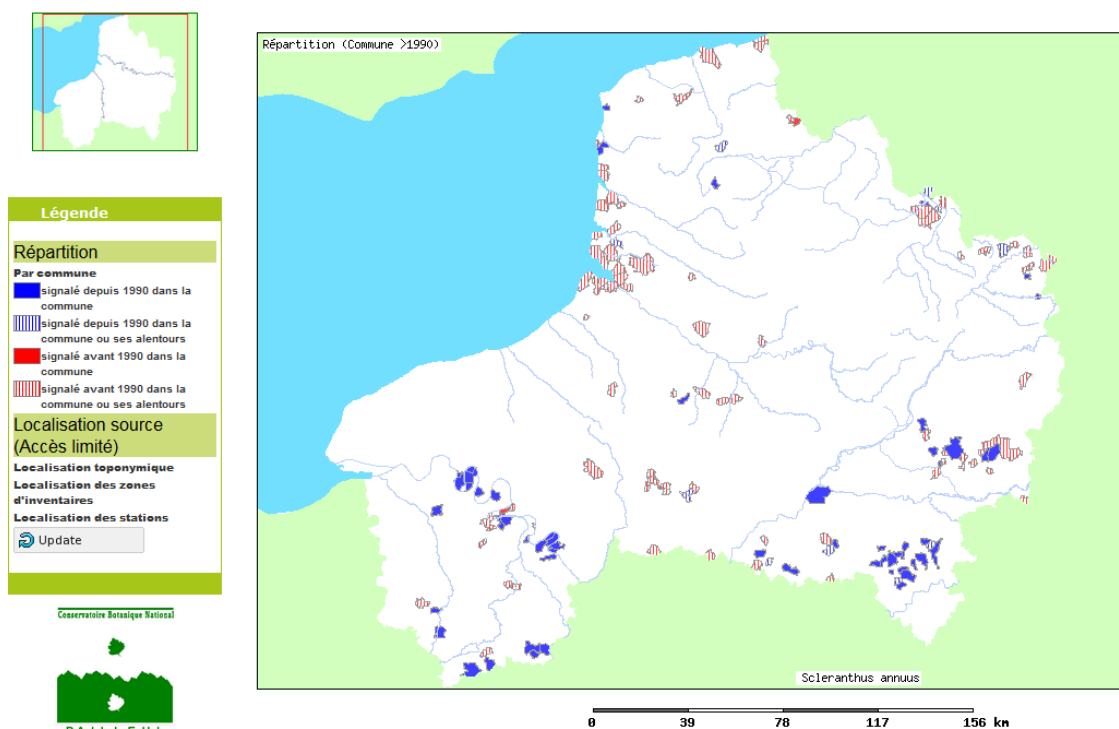 Répartition (Commune >1990)
Légende
Répartition
Par commune
signalé depuis 1990 dans la
commune
signalé depuis 1990 dans la
commune ou ses alentours
signalé avant 1990 dans la
commune
signalé avant 1990 dans la
commune ou ses alentours
Localisation source
(Accès limité)
Localisation toponymique
Localisation des zones
d'inventaires
Localisation des stations
Update
Conservatoire Botanique National
Scleranthus annuus
0 39 78 117 156 km